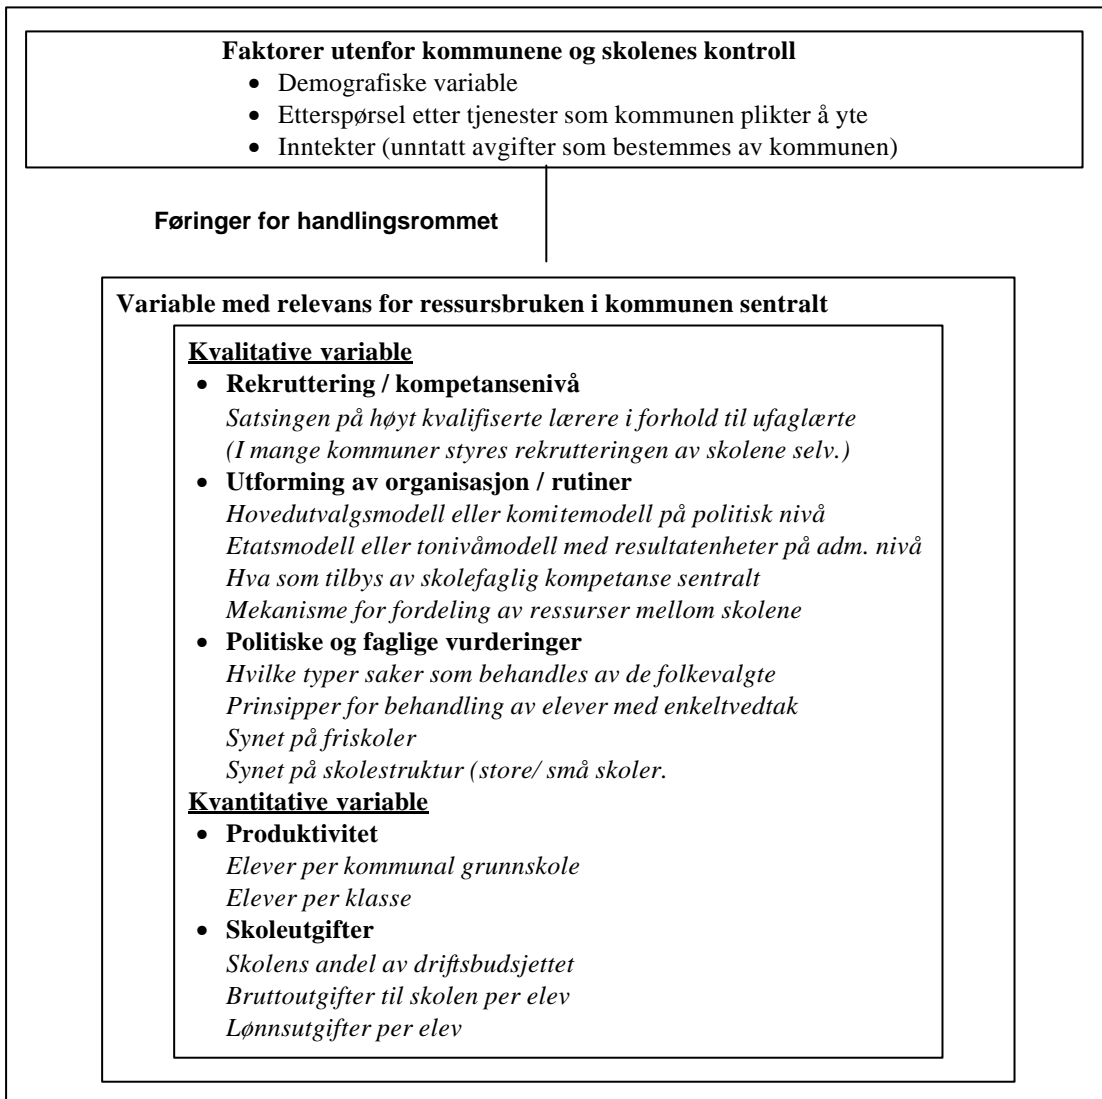 Faktorer utenfor kommunene og skolenes kontroll
• Demografiske variable
• Etterspørsel etter tjenester som kommunen plikter å yte
• Inntekter (unntatt avgifter som bestemmes av kommunen)
Føringer for handlingsrommet
Variable med relevans for ressursbruken i kommunen sentralt
Kvalitative variable
• Rekruttering / kompetansenivå
Satsingen på høyt kvalifiserte lærere i forhold til ufaglærte
(I mange kommuner styres rekrutteringen av skolene selv.)
• Utforming av organisasjon / rutiner
Hovedutvalgsmodell eller komitemodell på politisk nivå
Etatsmodell eller tonivåmodell med resultatenheter på adm. nivå
Hva som tilbys av skolefaglig kompetanse sentralt
Mekanisme for fordeling av ressurser mellom skolene
• Politiske og faglige vurderinger
Hvilke typer saker som behandles av de folkevalgte
Prinsipper for behandling av elever med enkeltvedtak
Synet på friskoler
Synet på skolestruktur (store/ små skoler.
Kvantitative variable
• Produktivitet
Elever per kommunal grunnskole
Elever per klasse
• Skoleutgifter
Skolens andel av driftsbudsjettet
Bruttoutgifter til skolen per elev
Lønnsutgifter per elev